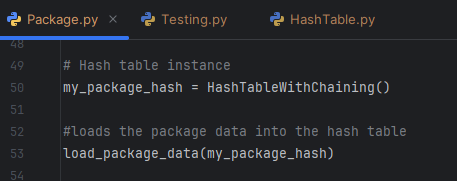 Package.py × Testing.py HashTable.py
48
49 # Hash table instance
50 my_package_hash = HashTableWithChaining()
51
52 #loads the package data into the hash table
53 load_package_data(my_package_hash)
54